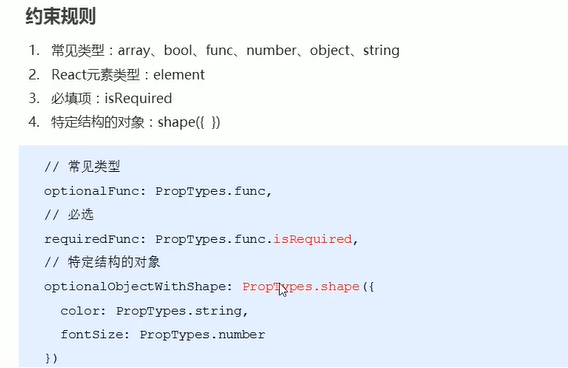 约束规则
1. 常见类型：array、bool、func、number、object、string
2. React元素类型：element
3. 必填项：isRequired
4. 特定结构的对象：shape({ })
// 常见类型
optionalFunc: PropTypes.func,
// 必选
requiredFunc: PropTypes.func.isRequired,
// 特定结构的对象
optionalObjectWithShape: PropTypes.shape({
color: PropTypes.string,
fontSize: PropTypes.number
})